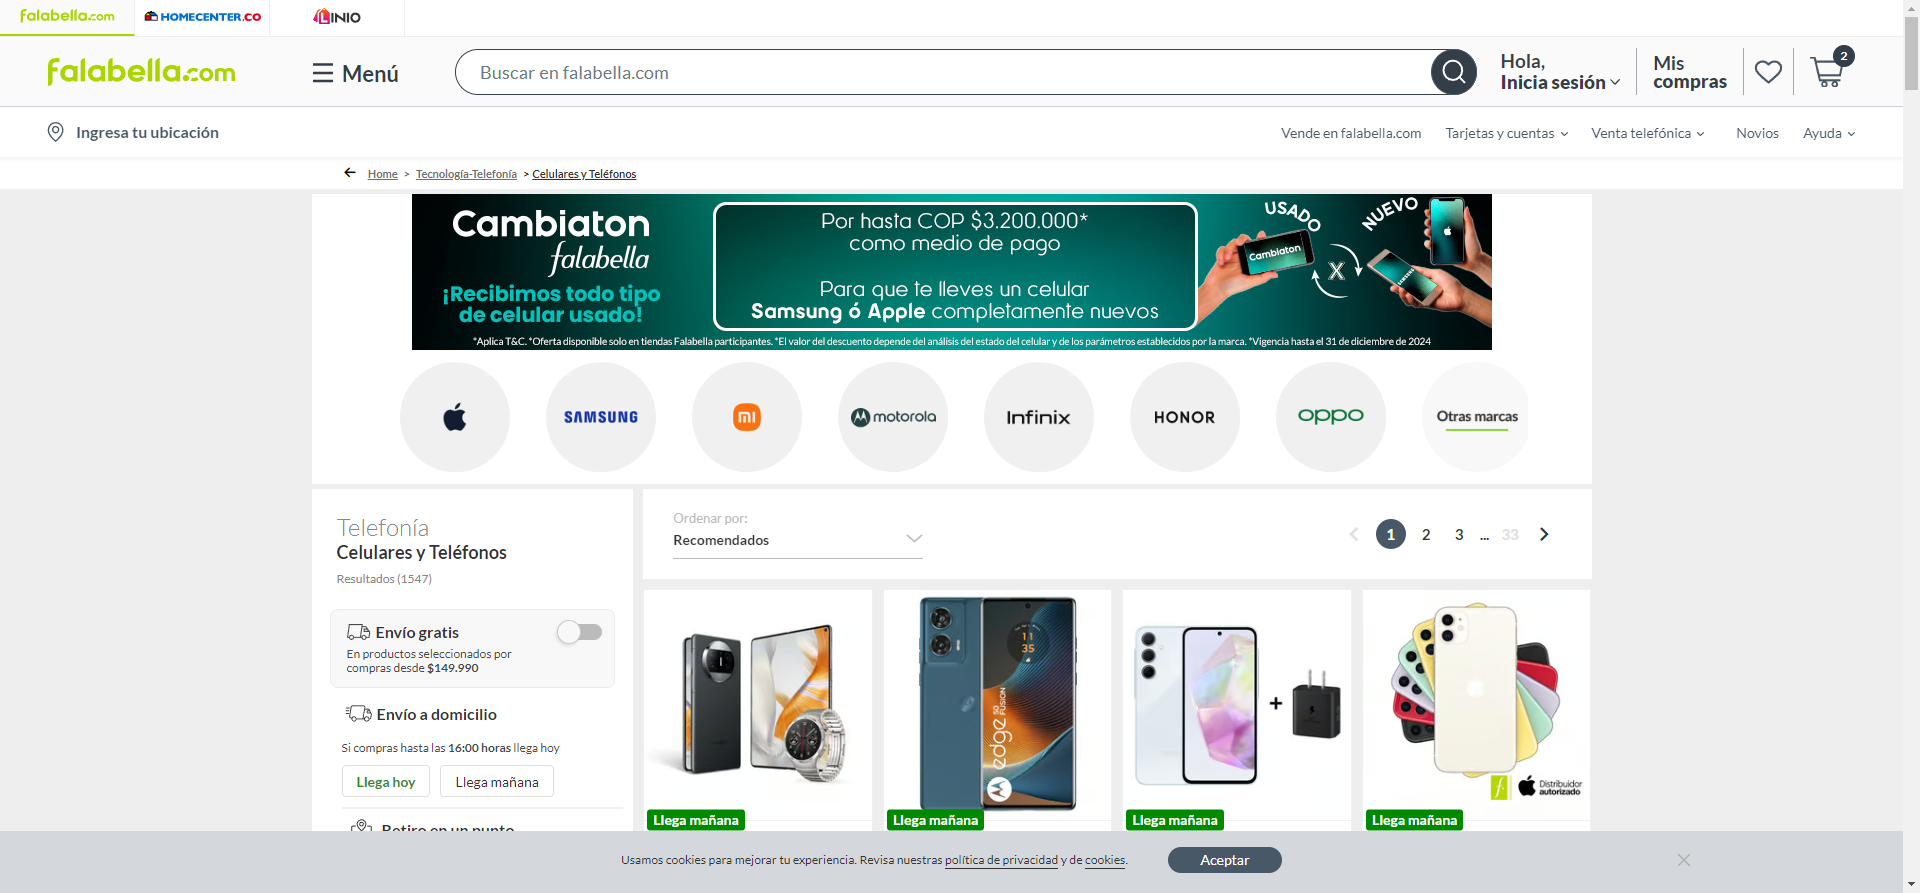 falabella.com
HOMECENTER.CO
LINIO
falabella.com
Menú
Buscar en falabella.com
Hola,
Inicia sesión
Mis
compras
2
Ingresa tu ubicación
Vende en falabella.com
Tarjetas y cuentas
Venta telefónica
Novios
Ayuda
Home > Tecnología-Telefonía > Celulares y Teléfonos
Cambiaton
falabella
¡Recibimos todo tipo
de celular usado!
Por hasta COP $3.200.000*
como medio de pago
Para que te lleves un celular
Samsung ó Apple completamente nuevos
USADO
Cambiaton
X
NUEVO
SAMSUNG
*Aplica T&C. *Oferta disponible solo en tiendas Falabella participantes. *El valor del descuento depende del análisis del estado del celular y de los parámetros establecidos por la marca. *Vigencia hasta el 31 de diciembre de 2024
SAMSUNG
mi
motorola
Infinix
HONOR
oppo
Otras marcas
Telefonía
Celulares y Teléfonos
Resultados (1547)
Envío gratis
En productos seleccionados por
compras desde $149.990
Envío a domicilio
Si compras hasta las 16:00 horas llega hoy
Llega hoy
Llega mañana
Retiro en un punto
Ordenar por:
Recomendados
1 2 3 ... 33
11
35
edge 50 FUSION
+
f.
Distribuidor
autorizado
Llega mañana
Llega mañana
Llega mañana
Llega mañana
Usamos cookies para mejorar tu experiencia. Revisa nuestras política de privacidad y de cookies.
Aceptar